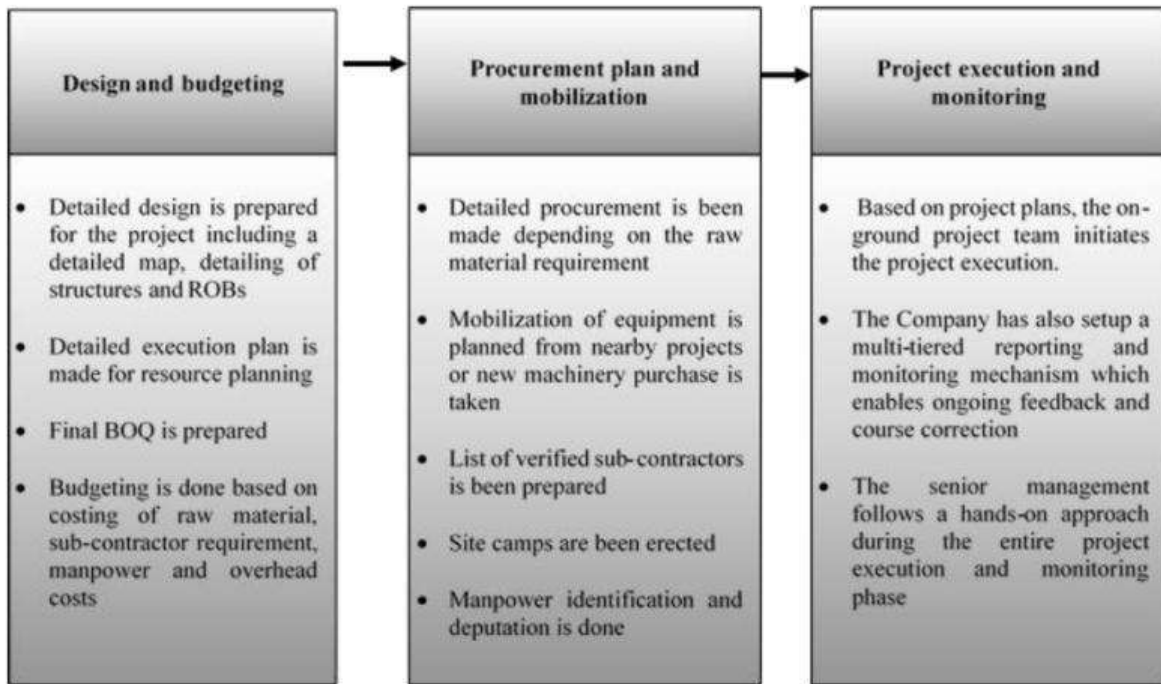 Design and budgeting
• Detailed design is prepared
for the project including a
detailed map, detailing of
structures and ROBs
• Detailed execution plan is
made for resource planning
• Final BOQ is prepared
• Budgeting is done based on
costing of raw material,
sub-contractor requirement,
manpower and overhead
costs
Procurement plan and
mobilization
• Detailed procurement is been
made depending on the raw
material requirement
• Mobilization of equipment is
planned from nearby projects
or new machinery purchase is
taken
• List of verified sub-contractors
is been prepared
• Site camps are been erected
• Manpower identification and
deputation is done
Project execution and
monitoring
• Based on project plans, the on-
ground project team initiates
the project execution.
• The Company has also setup a
multi-tiered reporting and
monitoring mechanism which
enables ongoing feedback and
course correction
• The senior management
follows a hands-on approach
during the entire project
execution and monitoring
phase